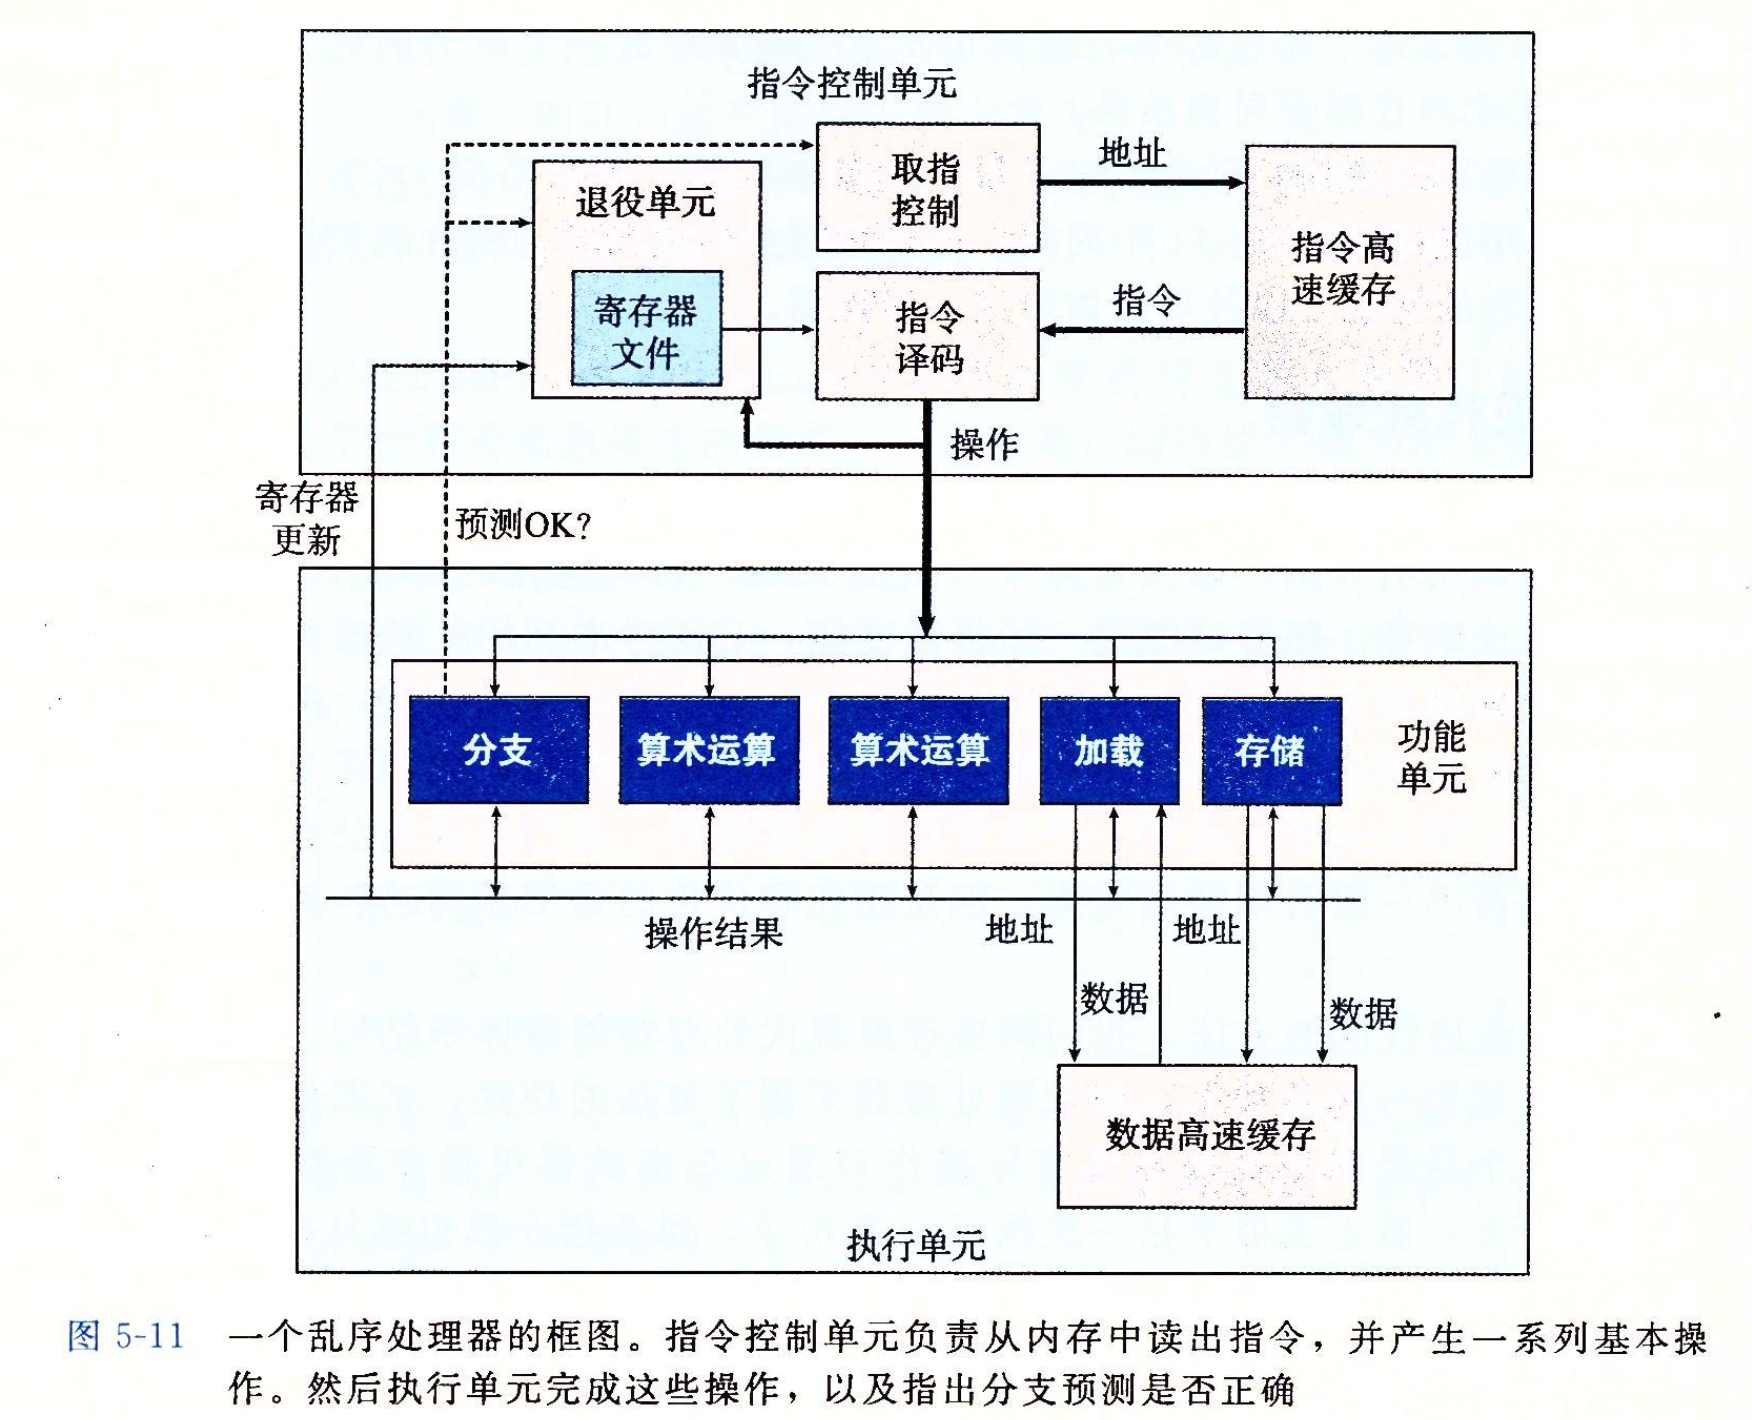 指令控制单元
取指
控制
地址
退役单元
指令高
速缓存
寄存器
文件
指令
译码
指令
操作
寄存器
更新
预测OK?
分支
算术运算
算术运算
加载
存储
功能
单元
操作结果
地址
地址
数据
数据
数据高速缓存
执行单元
图 5-11 一个乱序处理器的框图。指令控制单元负责从内存中读出指令，并产生一系列基本操
作。然后执行单元完成这些操作，以及指出分支预测是否正确